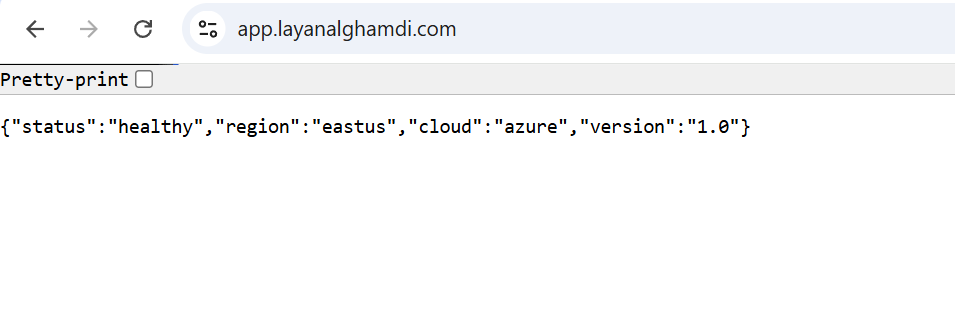 app.layanalghamdi.com
Pretty-print
{"status":"healthy","region":"eastus","cloud":"azure","version":"1.0"}